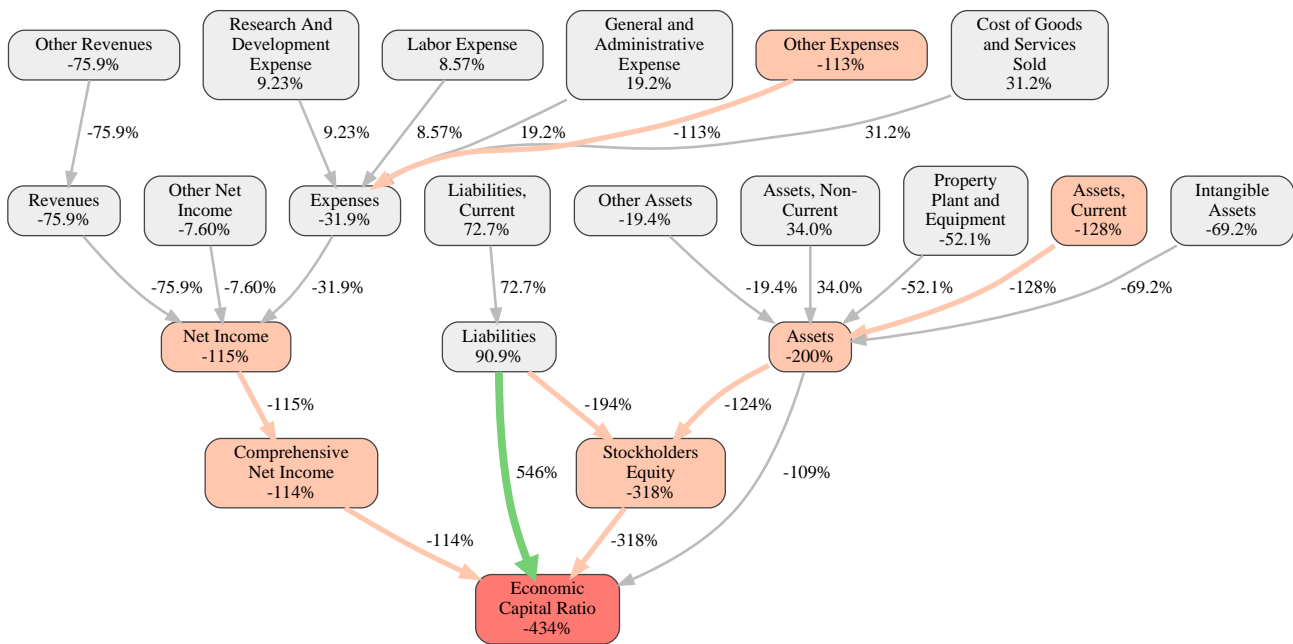 Other Revenues
-75.9%
Research And
Development
Expense
9.23%
Labor Expense
8.57%
General and
Administrative
Expense
19.2%
Other Expenses
-113%
Cost of Goods
and Services
Sold
31.2%
-75.9%
9.23%
8.57%
19.2%
-113%
31.2%
Revenues
-75.9%
Other Net
Income
-7.60%
Expenses
-31.9%
Liabilities,
Current
72.7%
Other Assets
-19.4%
Assets, Non-
Current
34.0%
Property
Plant and
Equipment
-52.1%
Assets,
Current
-128%
Intangible
Assets
-69.2%
-75.9%
-7.60%
-31.9%
72.7%
-19.4%
34.0%
-52.1%
-128%
-69.2%
Net Income
-115%
Liabilities
90.9%
Assets
-200%
-115%
-194%
-124%
Comprehensive
Net Income
-114%
546%
Stockholders
Equity
-318%
-109%
-114%
-318%
Economic
Capital Ratio
-434%